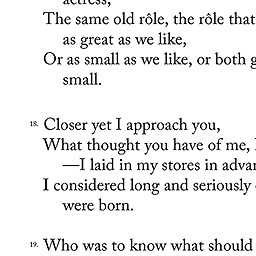 actress,
The same old rôle, the rôle that
as great as we like,
Or as small as we like, or both g
small.
18. Closer yet I approach you,
What thought you have of me,
—I laid in my stores in advan
I considered long and seriously
were born.
19. Who was to know what should